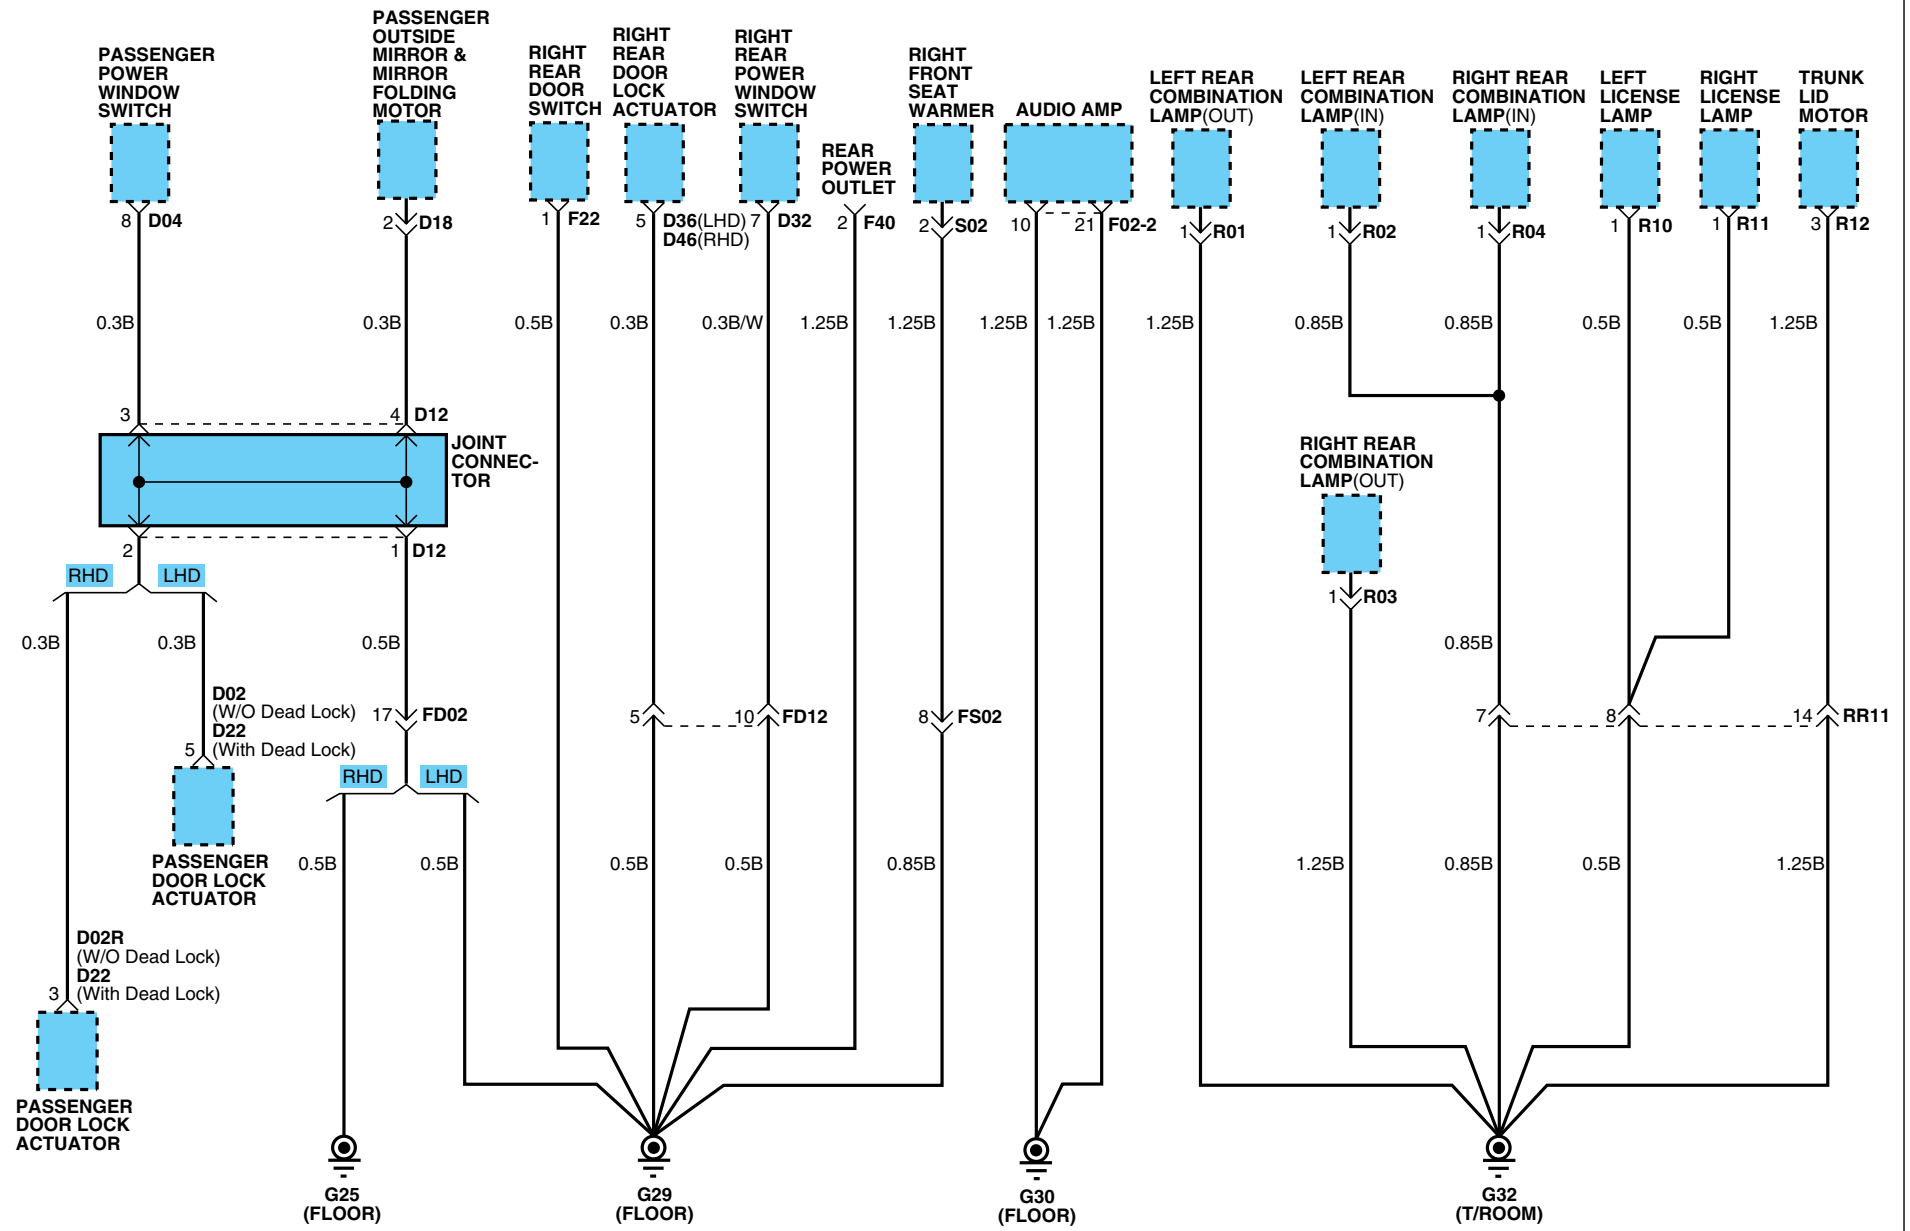 PASSENGER
POWER
WINDOW
SWITCH
PASSENGER
OUTSIDE
MIRROR &
MIRROR
FOLDING
MOTOR
RIGHT
REAR
DOOR
SWITCH
RIGHT
REAR
DOOR
LOCK
ACTUATOR
RIGHT
REAR
POWER
WINDOW
SWITCH
REAR
POWER
OUTLET
RIGHT
FRONT
SEAT
WARMER
AUDIO AMP
LEFT REAR
COMBINATION
LAMP(OUT)
LEFT REAR
COMBINATION
LAMP(IN)
RIGHT REAR
COMBINATION
LAMP(IN)
LEFT
LICENSE
LAMP
RIGHT
LICENSE
LAMP
TRUNK
LID
MOTOR
8 D04
2 D18
1 F22
5 D36(LHD)
D46(RHD)
7 D32
2 F40
2 S02
10
21 F02-2
1 R01
1 R02
1 R04
1 R10
1 R11
3 R12
0.3B
0.3B
0.5B
0.3B
0.3B/W
1.25B
1.25B
1.25B
1.25B
1.25B
0.85B
0.85B
0.5B
0.5B
1.25B
3
4 D12
JOINT
CONNEC-
TOR
2
1 D12
RHD
LHD
RIGHT REAR
COMBINATION
LAMP(OUT)
1 R03
0.3B
0.3B
0.5B
0.85B
D02
(W/O Dead Lock)
D22
5 (With Dead Lock)
17 FD02
5
10 FD12
8 FS02
7
8
14 RR11
RHD
LHD
PASSENGER
DOOR LOCK
ACTUATOR
0.5B
0.5B
0.5B
0.5B
0.85B
1.25B
0.85B
0.5B
1.25B
D02R
(W/O Dead Lock)
D22
3 (With Dead Lock)
PASSENGER
DOOR LOCK
ACTUATOR
G25
(FLOOR)
G29
(FLOOR)
G30
(FLOOR)
G32
(T/ROOM)